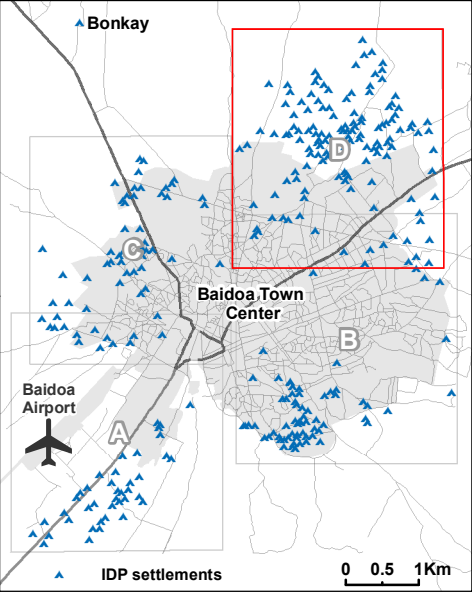 Bonkay
D
C
Baidoa Town
Center
B
Baidoa
Airport
A
IDP settlements
0 0.5 1Km